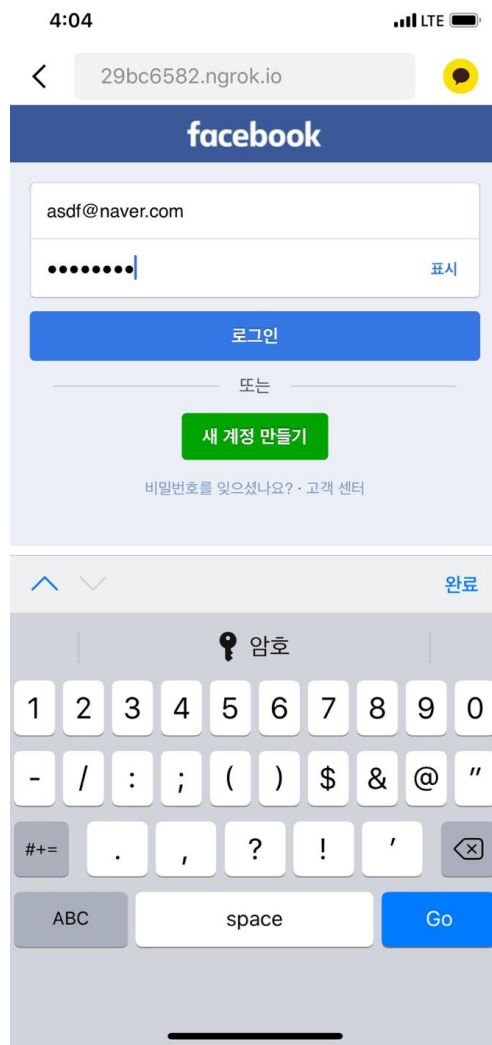 4:04 LTE
29bc6582.ngrok.io
facebook
asdf@naver.com
●●●●●●●● 표시
로그인
또는
새 계정 만들기
비밀번호를 잊으셨나요? · 고객 센터
완료
암호
1 2 3 4 5 6 7 8 9 0
- / : ; ( ) $ & @ "
#+= . , ? ! '
ABC space Go